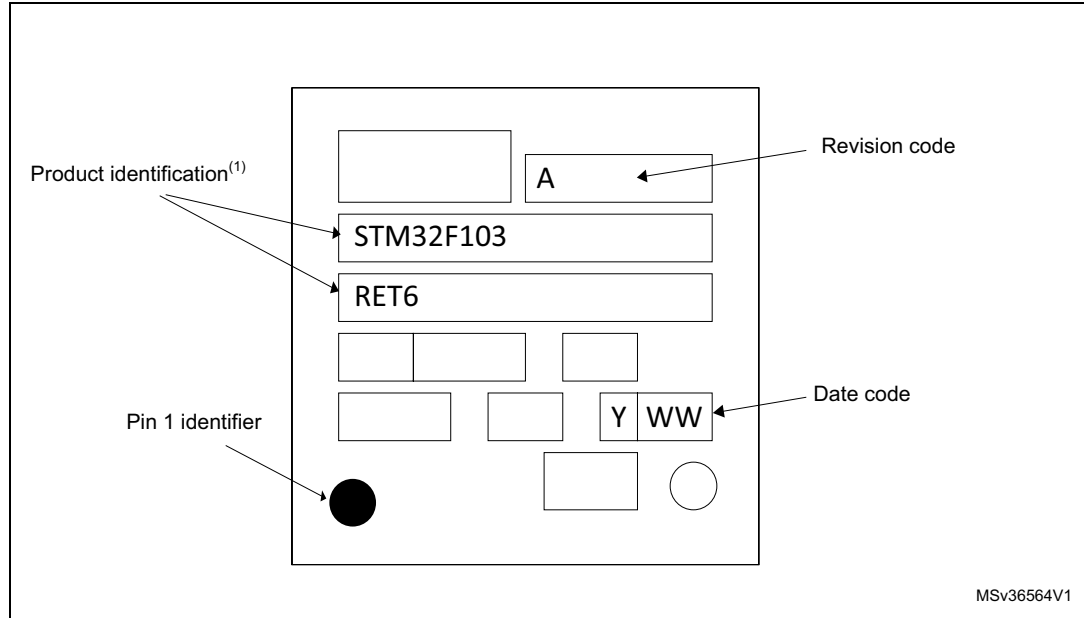 Revision code
A
Product identification(1)
STM32F103
RET6
Date code
Y WW
Pin 1 identifier
MSv36564V1